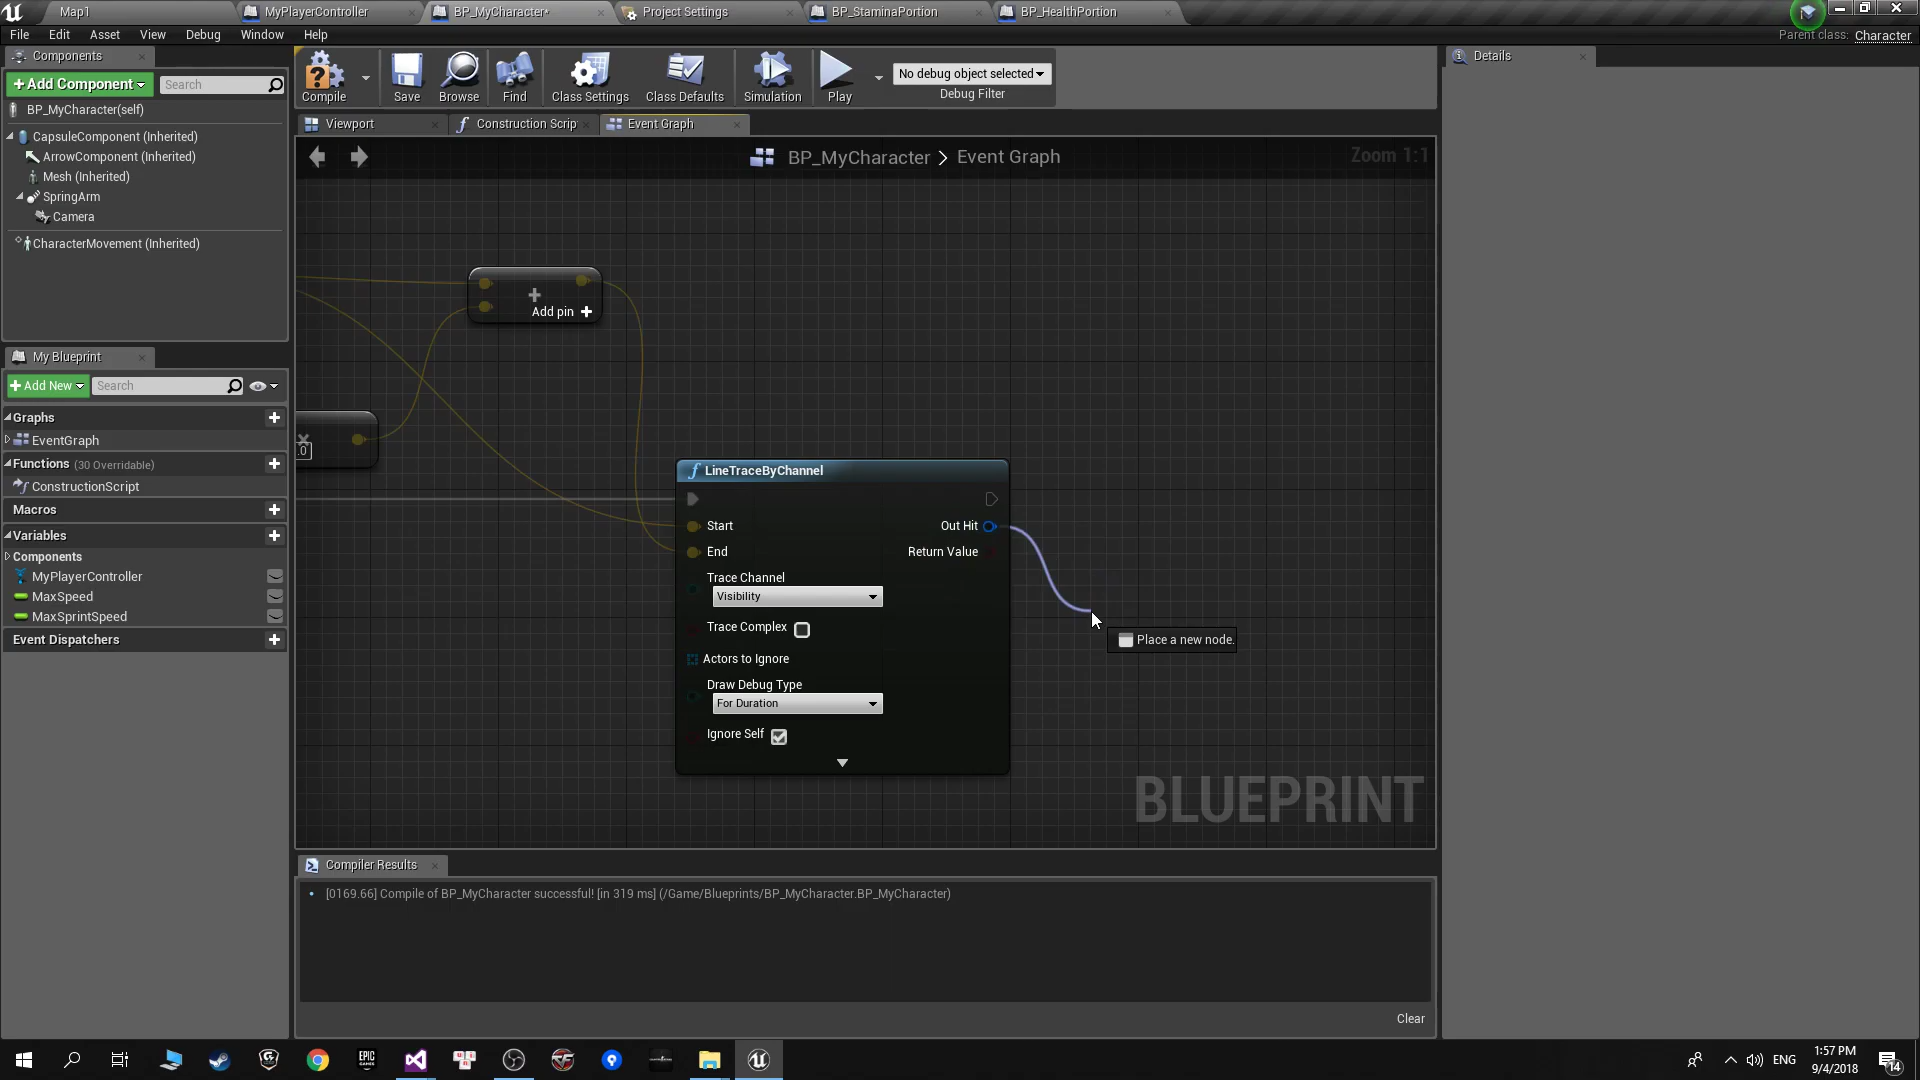 Map1
MyPlayerController
BP_MyCharacter*
Project Settings
BP_StaminaPortion
BP_HealthPortion
File Edit Asset View Debug Window Help
Parent class: Character
Components
+Add Component
Search
BP_MyCharacter(self)
CapsuleComponent (Inherited)
ArrowComponent (Inherited)
Mesh (Inherited)
SpringArm
Camera
CharacterMovement (Inherited)
My Blueprint
+Add New
Search
Graphs
EventGraph
Functions (30 Overridable)
ConstructionScript
Macros
Variables
Components
MyPlayerController
MaxSpeed
MaxSprintSpeed
Event Dispatchers
Compile
Save
Browse
Find
Class Settings
Class Defaults
Simulation
Play
No debug object selected
Debug Filter
Viewport
Construction Scrip
Event Graph
BP_MyCharacter > Event Graph
Zoom 1:1
Add pin +
.0
LineTraceByChannel
Start
Out Hit
End
Return Value
Trace Channel
Visibility
Trace Complex
Actors to Ignore
Draw Debug Type
For Duration
Ignore Self
Place a new node.
BLUEPRINT
Compiler Results
[0169.66] Compile of BP_MyCharacter successful! [in 319 ms] (/Game/Blueprints/BP_MyCharacter.BP_MyCharacter)
Clear
Details
EPIC
ENG
1:57 PM
9/4/2018
14